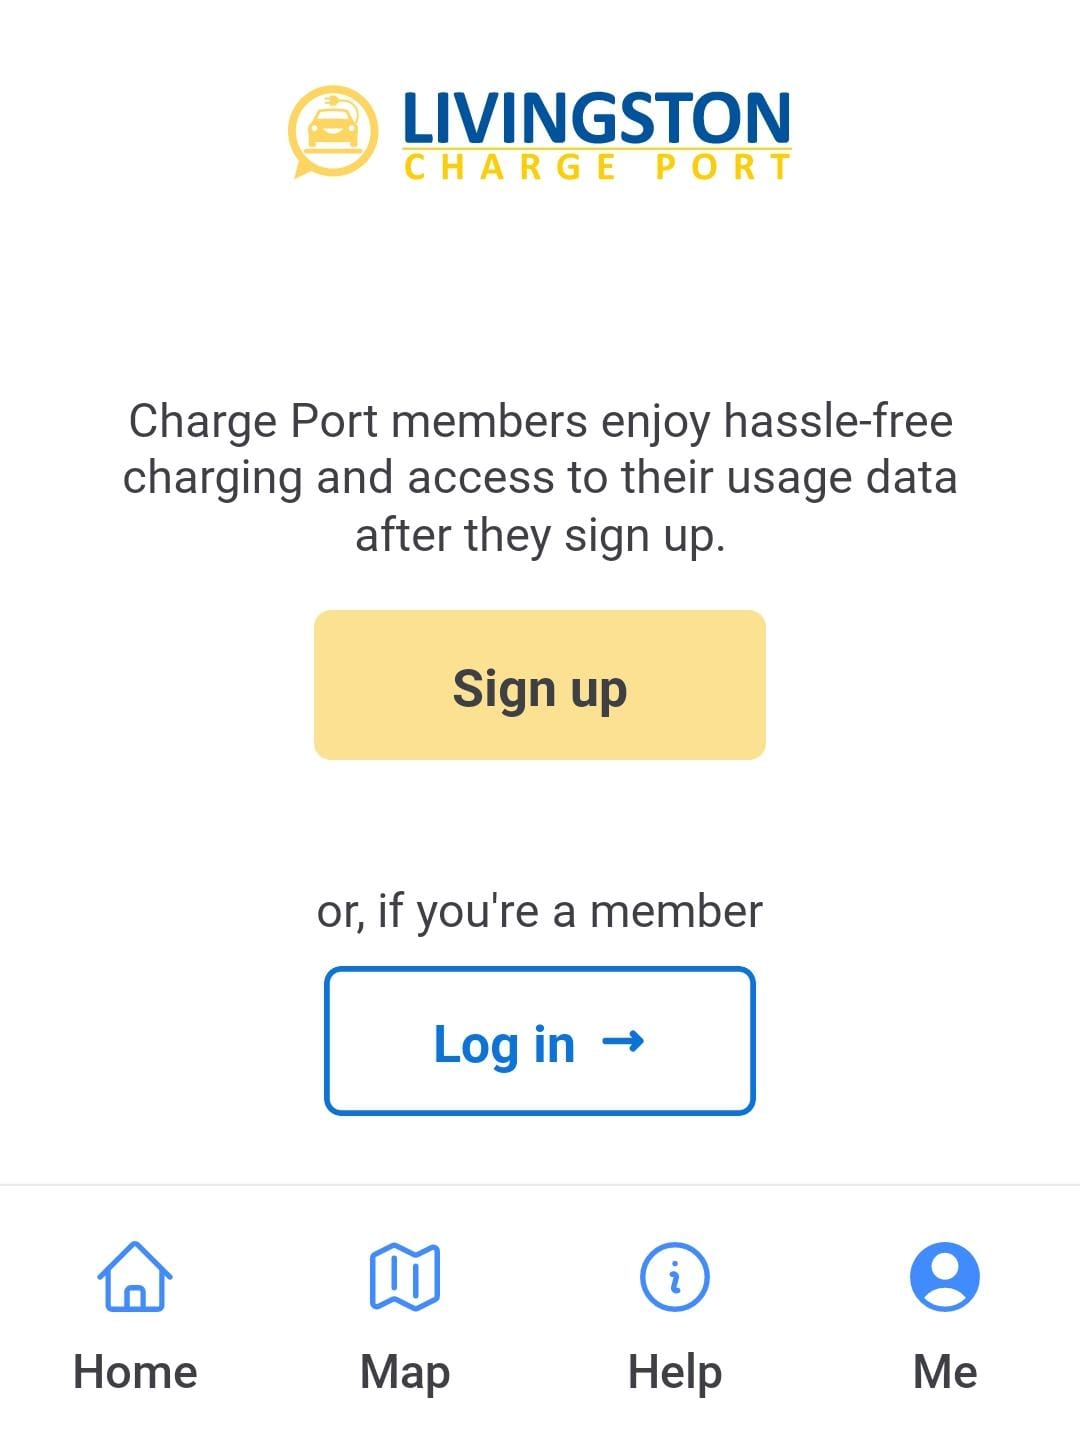 LIVINGSTON
CHARGE PORT
Charge Port members enjoy hassle-free
charging and access to their usage data
after they sign up.
Sign up
or, if you're a member
Log in →
Home
Map
Help
Me